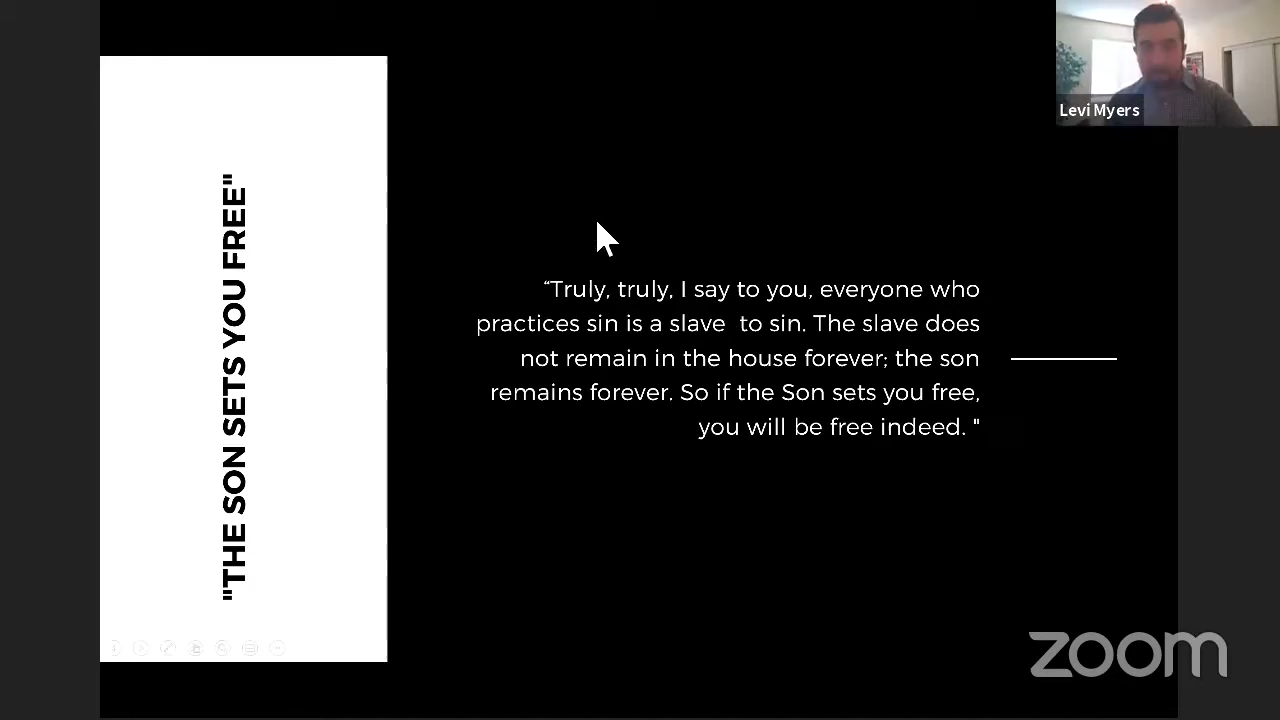 Levi Myers
"THE SON SETS YOU FREE"
“Truly, truly, I say to you, everyone who
practices sin is a slave  to sin. The slave does
not remain in the house forever; the son
remains forever. So if the Son sets you free,
you will be free indeed. "
zoom